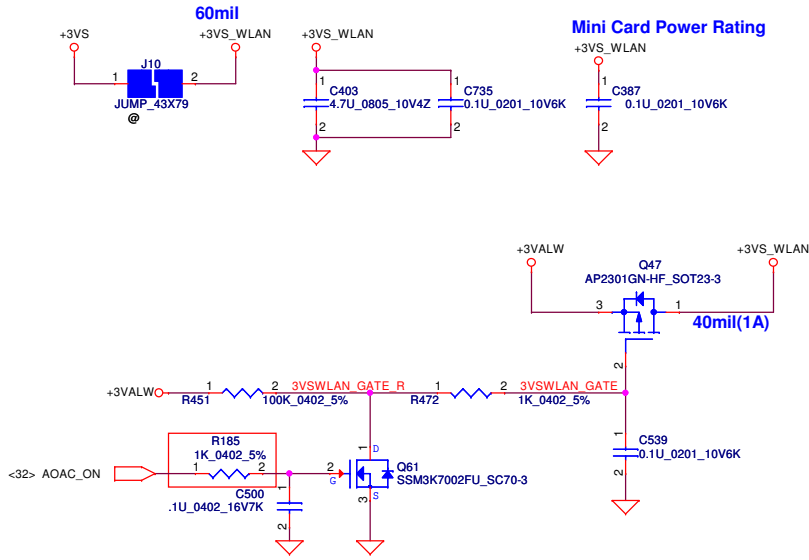 60mil
Mini Card Power Rating
+3VS
+3VS_WLAN
+3VS_WLAN
+3VS_WLAN
J10
1
2
JUMP_43X79
@
1
C403
4.7U_0805_10V4Z
2
1
C735
0.1U_0201_10V6K
2
1
C387
0.1U_0201_10V6K
2
+3VALW
+3VS_WLAN
Q47
AP2301GN-HF_SOT23-3
3
1
40mil(1A)
2
+3VALW
1
2
R451
100K_0402_5%
3VSWLAN_GATE_R
R472
1
2
1K_0402_5%
3VSWLAN_GATE
R185
1K_0402_5%
1
2
<32> AOAC_ON
1
C500
.1U_0402_16V7K
2
1
D
2
G
3
S
Q61
SSM3K7002FU_SC70-3
1
C539
0.1U_0201_10V6K
2